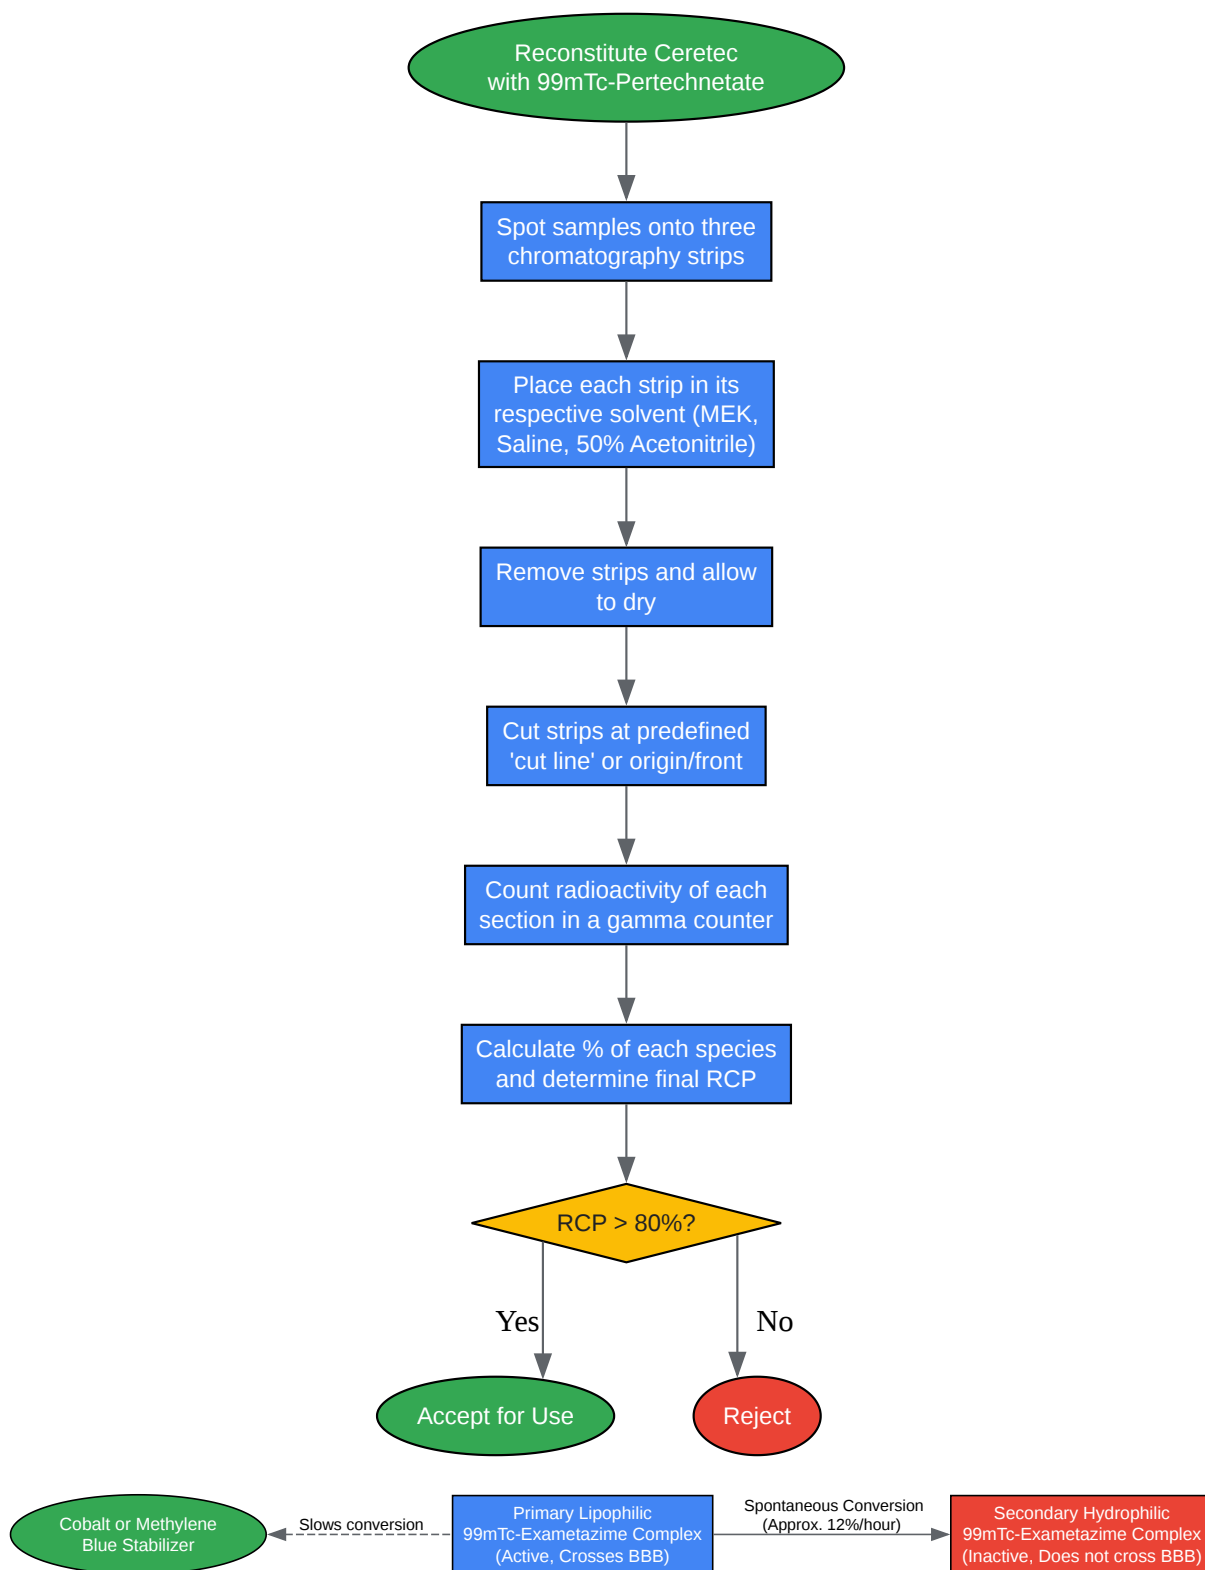 Reconstitute Ceretec
with 99mTc-Pertechnetate
Spot samples onto three
chromatography strips
Place each strip in its
respective solvent (MEK,
Saline, 50% Acetonitrile)
Remove strips and allow
to dry
Cut strips at predefined
'cut line' or origin/front
Count radioactivity of each
section in a gamma counter
Calculate % of each species
and determine final RCP
RCP > 80%?
Yes
No
Accept for Use
Reject
Cobalt or Methylene
Blue Stabilizer
Slows conversion
Primary Lipophilic
99mTc-Exametazime Complex
(Active, Crosses BBB)
Spontaneous Conversion
(Approx. 12%/hour)
Secondary Hydrophilic
99mTc-Exametazime Complex
(Inactive, Does not cross BBB)